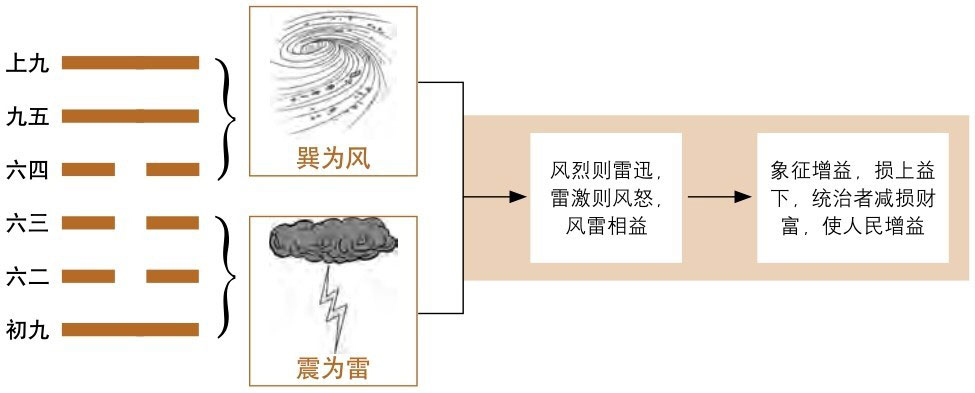 上九
九五
六四
六三
六二
初九
巽为风
震为雷
风烈则雷迅，
雷激则风怒，
风雷相益
象征增益，损上益
下，统治者减损财
富，使人民增益